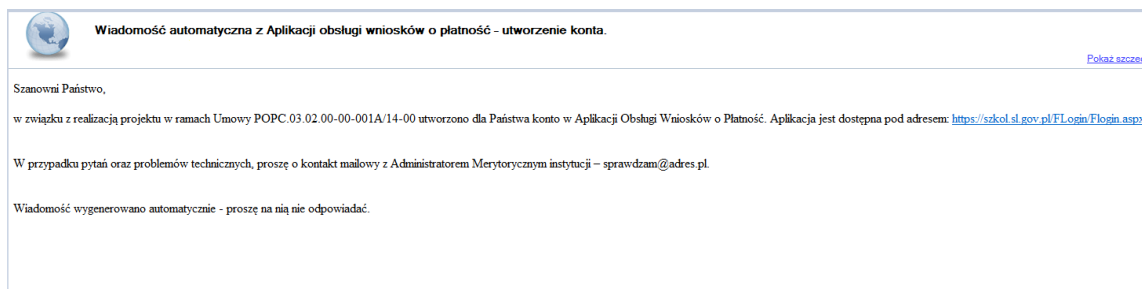 Wiadomość automatyczna z Aplikacji obsługi wniosków o płatność - utworzenie konta.
Pokaż szczeg
Szanowni Państwo,
w związku z realizacją projektu w ramach Umowy POPC.03.02.00-00-001A/14-00 utworzono dla Państwa konto w Aplikacji Obsługi Wniosków o Płatność. Aplikacja jest dostępna pod adresem: https://szkol.sl.gov.pl/FLogin/Flogin.aspx
W przypadku pytań oraz problemów technicznych, proszę o kontakt mailowy z Administratorem Merytorycznym instytucji – sprawdzam@adres.pl.
Wiadomość wygenerowano automatycznie - proszę na nią nie odpowiadać.